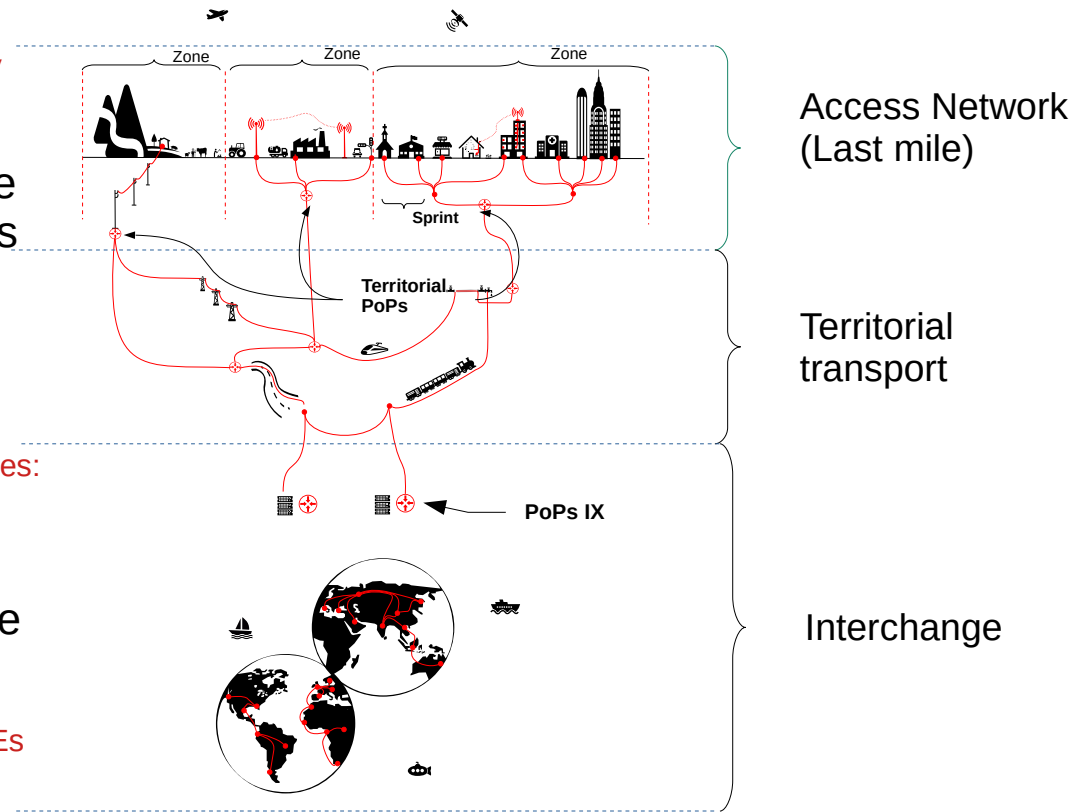 Zone
Zone
Zone
Access Network
(Last mile)
e
s
Sprint
Territorial
PoPs
Territorial
transport
es:
PoPs IX
e
Interchange
Es